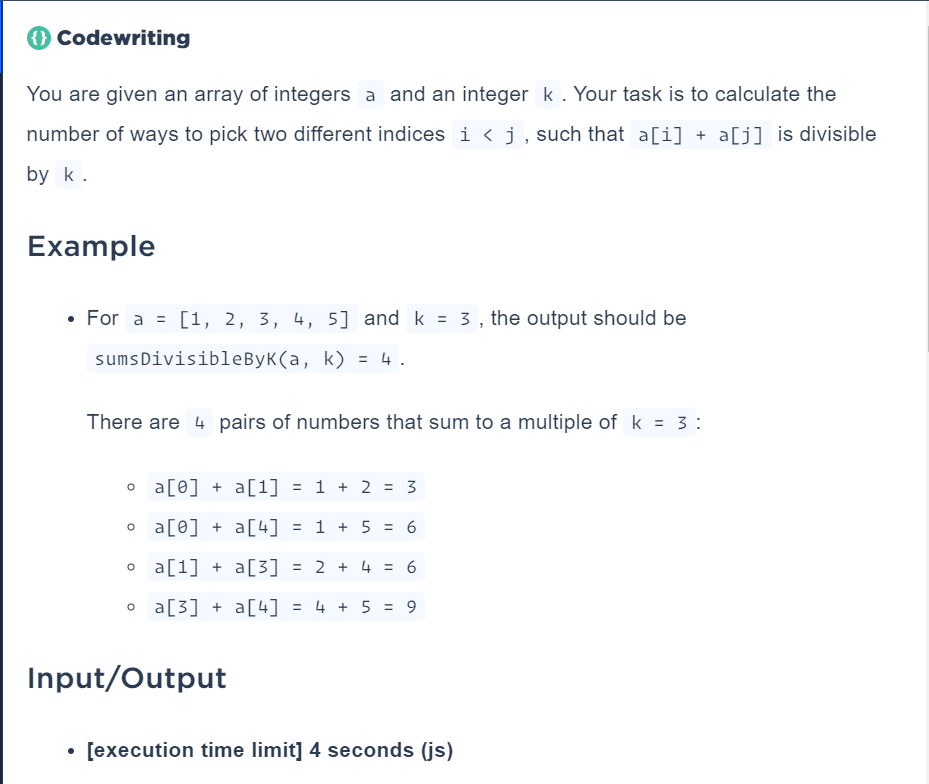 Codewriting
You are given an array of integers a and an integer k . Your task is to calculate the
number of ways to pick two different indices i < j , such that a[i] + a[j] is divisible
by k .
Example
• For a = [1, 2, 3, 4, 5] and k = 3 , the output should be
sumsDivisibleByK(a, k) = 4 .
There are 4 pairs of numbers that sum to a multiple of k = 3 :
◦ a[0] + a[1] = 1 + 2 = 3
◦ a[0] + a[4] = 1 + 5 = 6
◦ a[1] + a[3] = 2 + 4 = 6
◦ a[3] + a[4] = 4 + 5 = 9
Input/Output
• [execution time limit] 4 seconds (js)